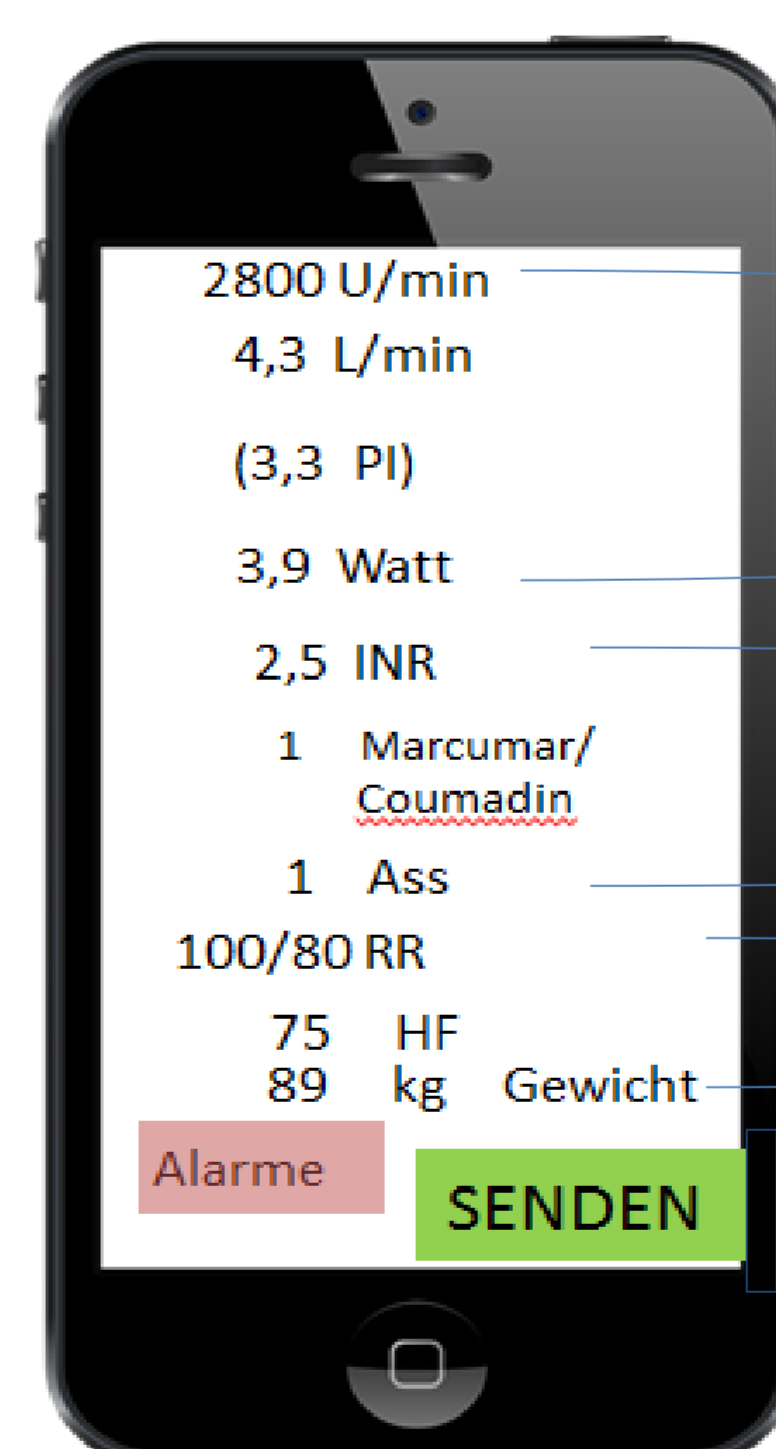 2800 U/min
4,3 L/min
(3,3 PI)
3,9 Watt
2,5 INR
1 Marcumar/
Coumadin
1 Ass
100/80 RR
75 HF
89 kg Gewicht
Alarme
SENDEN